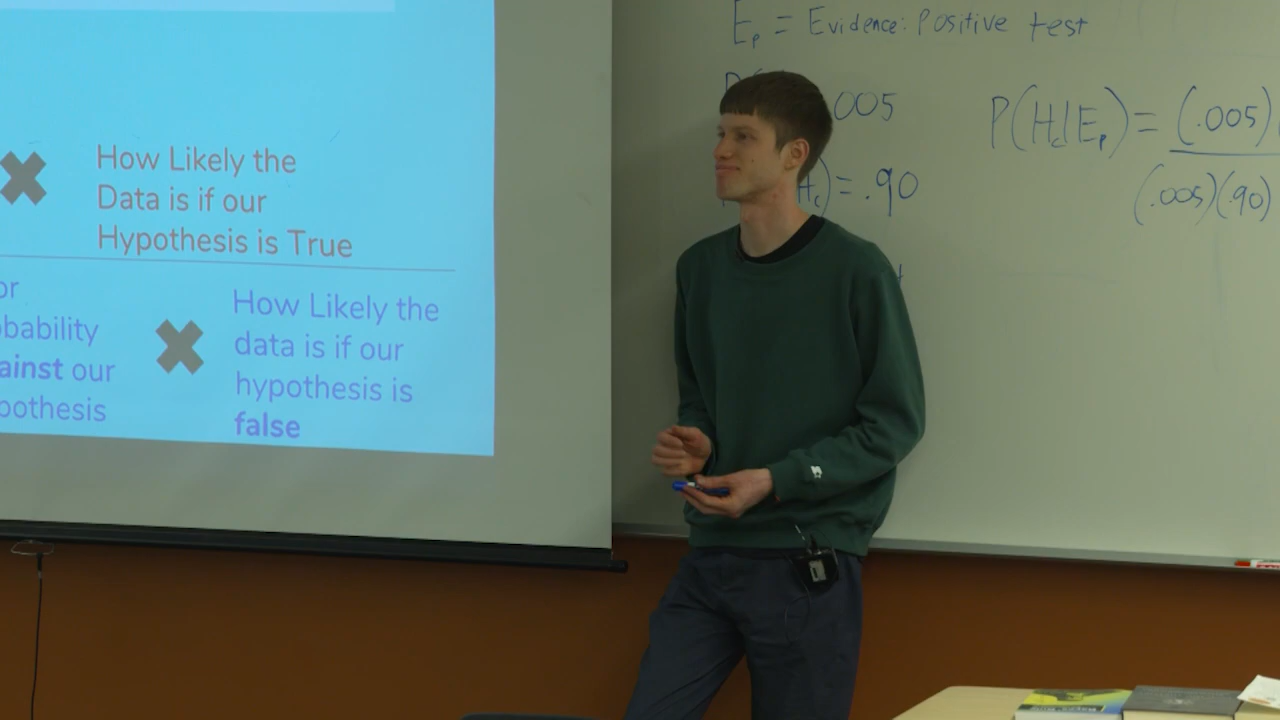 How Likely the
Data is if our
Hypothesis is True
How Likely the
data is if our
hypothesis is
false
or
obability
ainst our
pothesis
E_p = Evidence: Positive test
.005
H_c) = .90
P(H_c|E_p) = (.005)
(.005)(.90)